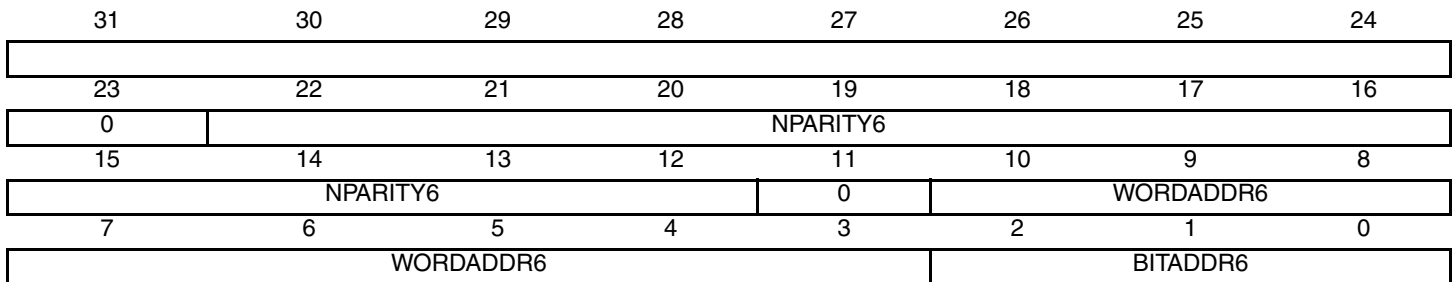 31 30 29 28 27 26 25 24
23 22 21 20 19 18 17 16
0 NPARITY6
15 14 13 12 11 10 9 8
NPARITY6 0 WORDADDR6
7 6 5 4 3 2 1 0
WORDADDR6 BITADDR6